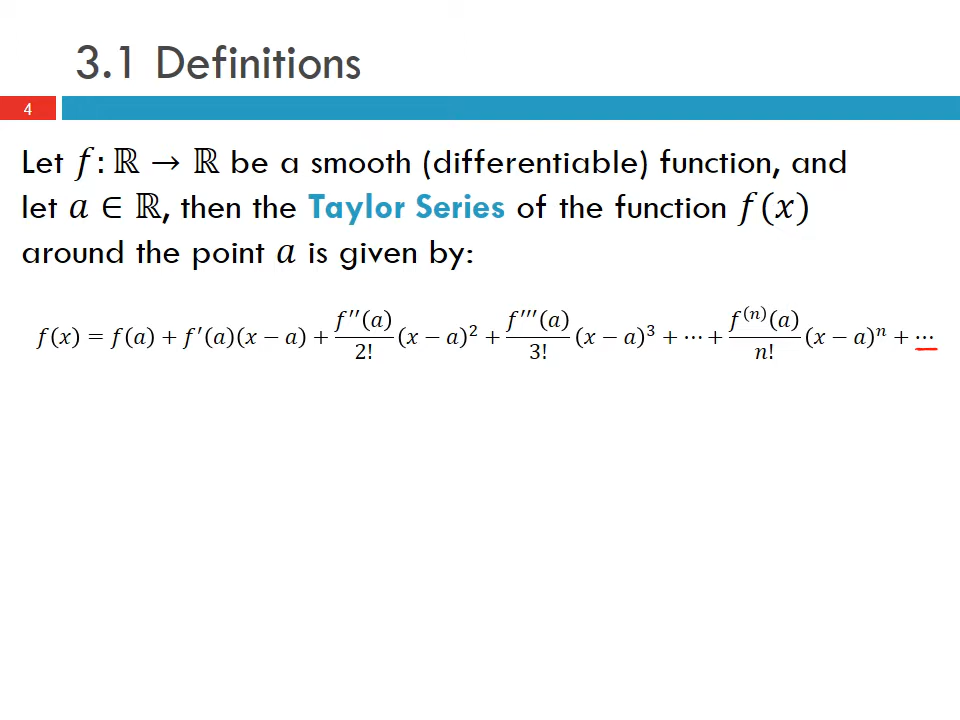 3.1 Definitions
4
Let 𝑓: ℝ → ℝ be a smooth (differentiable) function, and
let 𝑎 ∈ ℝ, then the Taylor Series of the function 𝑓(𝑥)
around the point 𝑎 is given by:
𝑓(𝑥) = 𝑓(𝑎) + 𝑓′(𝑎)(𝑥 − 𝑎) + 𝑓′′(𝑎)/2! (𝑥 − 𝑎)² + 𝑓′′′(𝑎)/3! (𝑥 − 𝑎)³ + ⋯ + 𝑓⁽ⁿ⁾(𝑎)/𝑛! (𝑥 − 𝑎)ⁿ + ⋯